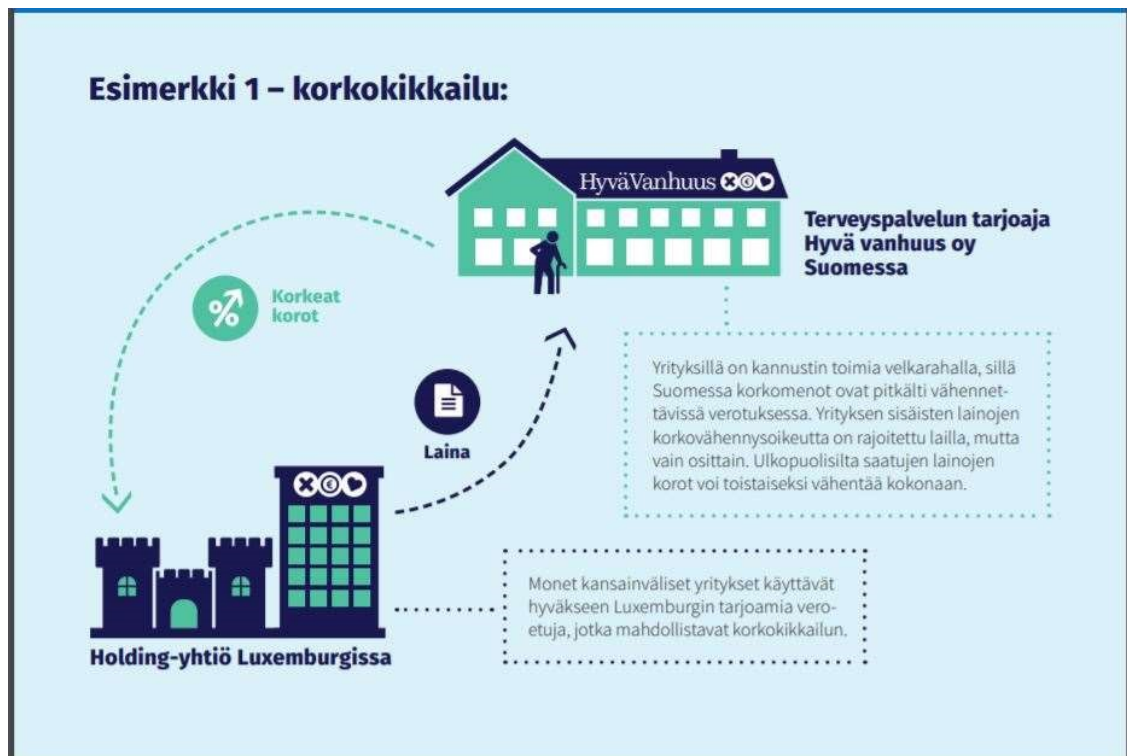 Esimerkki 1 – korkokikkailu:
HyväVanhuus
Terveyspalvelun tarjoaja
Hyvä vanhuus oy
Suomessa
Korkeat
korot
Laina
Yrityksillä on kannustin toimia velkarahalla, sillä
Suomessa korkomenot ovat pitkälti vähennet-
tävissä verotuksessa. Yrityksen sisäisten lainojen
korkovähennysoikeutta on rajoitettu lailla, mutta
vain osittain. Ulkopuolisilta saatujen lainojen
korot voi toistaiseksi vähentää kokonaan.
Monet kansainväliset yritykset käyttävät
hyväkseen Luxemburgin tarjoamia vero-
etuja, jotka mahdollistavat korkokikkailun.
Holding-yhtiö Luxemburgissa